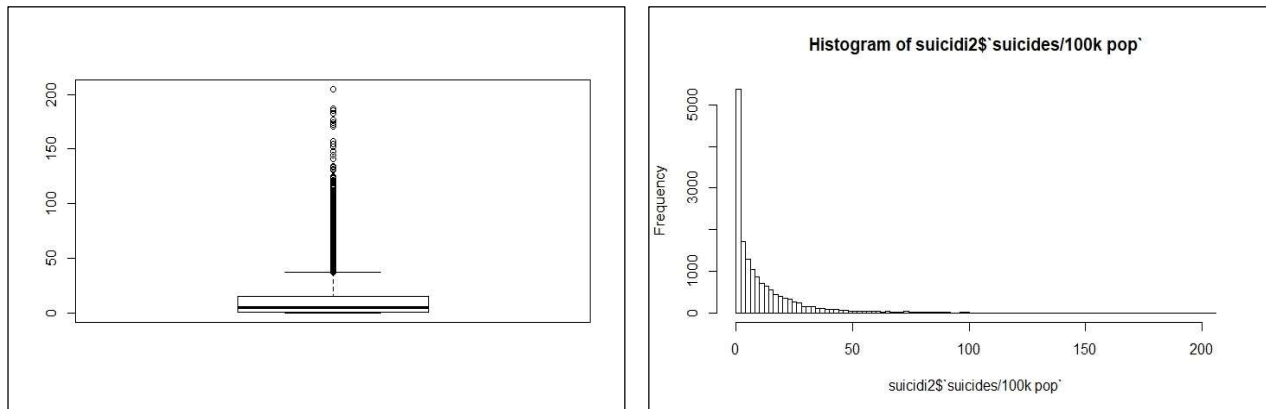 200
150
100
50
0
Histogram of suicidi2$`suicides/100k pop`
Frequency
5000
3000
1000
0
0 50 100 150 200
suicidi2$`suicides/100k pop`